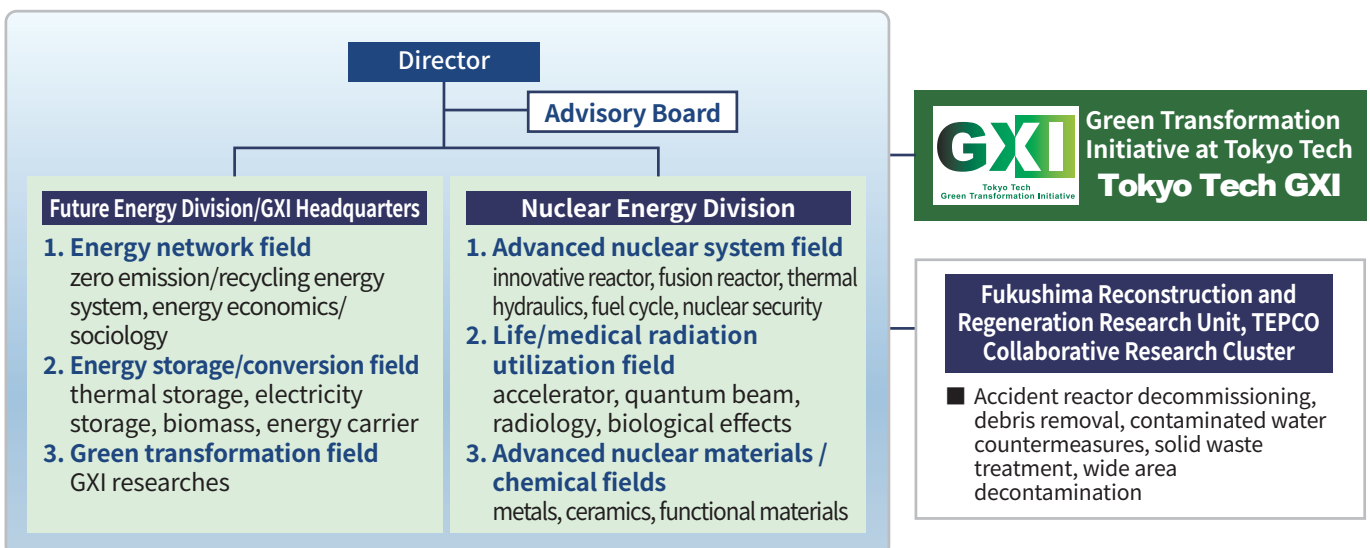 Director
Advisory Board
Future Energy Division/GXI Headquarters
1. Energy network field
zero emission/recycling energy
system, energy economics/
sociology
2. Energy storage/conversion field
thermal storage, electricity
storage, biomass, energy carrier
3. Green transformation field
GXI researches
Nuclear Energy Division
1. Advanced nuclear system field
innovative reactor, fusion reactor, thermal
hydraulics, fuel cycle, nuclear security
2. Life/medical radiation
utilization field
accelerator, quantum beam,
radiology, biological effects
3. Advanced nuclear materials /
chemical fields
metals, ceramics, functional materials
GXI
Tokyo Tech
Green Transformation Initiative
Green Transformation
Initiative at Tokyo Tech
Tokyo Tech GXI
Fukushima Reconstruction and
Regeneration Research Unit, TEPCO
Collaborative Research Cluster
■ Accident reactor decommissioning,
debris removal, contaminated water
countermeasures, solid waste
treatment, wide area
decontamination